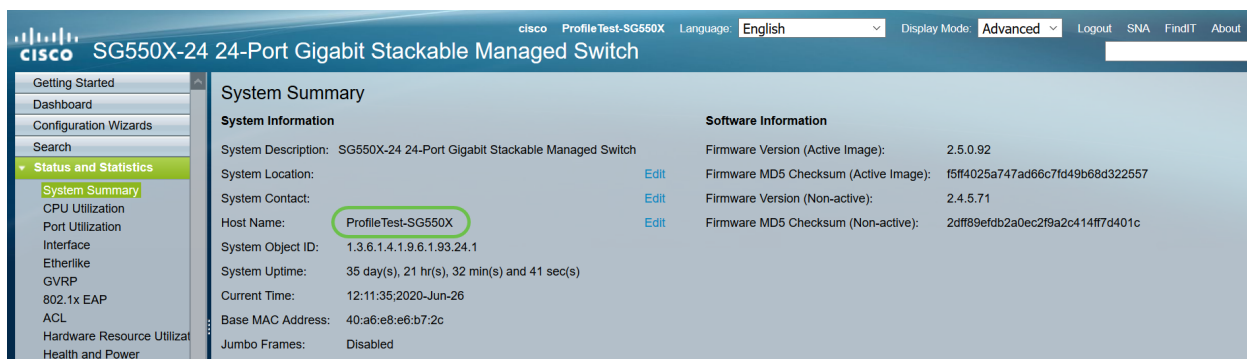 cisco ProfileTest-SG550X Language: English Display Mode: Advanced Logout SNA FindIT About
CISCO SG550X-24 24-Port Gigabit Stackable Managed Switch
Getting Started
Dashboard
Configuration Wizards
Search
Status and Statistics
System Summary
CPU Utilization
Port Utilization
Interface
Etherlike
GVRP
802.1x EAP
ACL
Hardware Resource Utilizat
Health and Power
System Summary
System Information
System Description: SG550X-24 24-Port Gigabit Stackable Managed Switch
System Location: Edit
System Contact: Edit
Host Name: ProfileTest-SG550X Edit
System Object ID: 1.3.6.1.4.1.9.6.1.93.24.1
System Uptime: 35 day(s), 21 hr(s), 32 min(s) and 41 sec(s)
Current Time: 12:11:35;2020-Jun-26
Base MAC Address: 40:a6:e8:e6:b7:2c
Jumbo Frames: Disabled
Software Information
Firmware Version (Active Image): 2.5.0.92
Firmware MD5 Checksum (Active Image): f5ff4025a747ad66c7fd49b68d322557
Firmware Version (Non-active): 2.4.5.71
Firmware MD5 Checksum (Non-active): 2dff89efdb2a0ec2f9a2c414ff7d401c